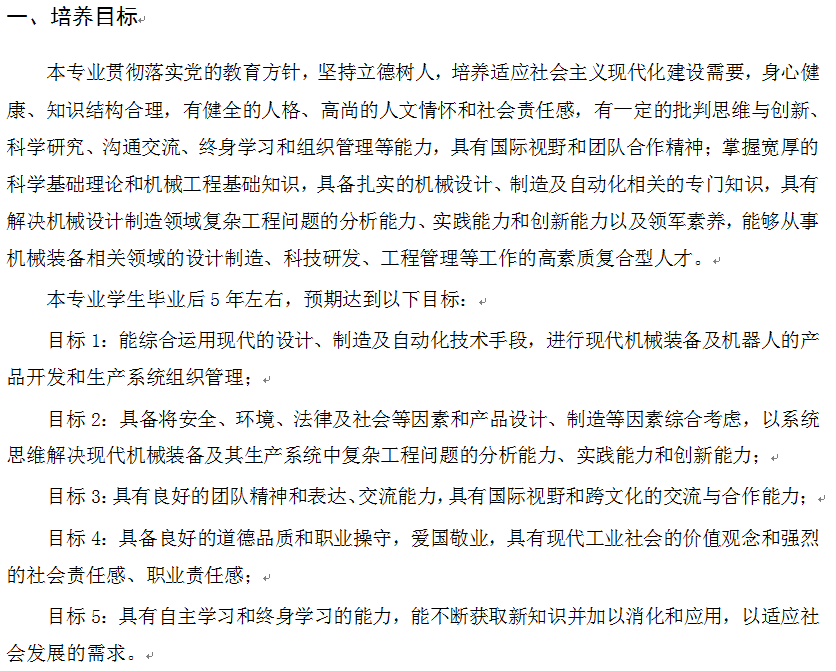 一、培养目标
本专业贯彻落实党的教育方针，坚持立德树人，培养适应社会主义现代化建设需要，身心健
康、知识结构合理，有健全的人格、高尚的人文情怀和社会责任感，有一定的批判思维与创新、
科学研究、沟通交流、终身学习和组织管理等能力，具有国际视野和团队合作精神；掌握宽厚的
科学基础理论和机械工程基础知识，具备扎实的机械设计、制造及自动化相关的专门知识，具有
解决机械设计制造领域复杂工程问题的分析能力、实践能力和创新能力以及领军素养，能够从事
机械装备相关领域的设计制造、科技研发、工程管理等工作的高素质复合型人才。
本专业学生毕业后 5 年左右，预期达到以下目标：
目标 1：能综合运用现代的设计、制造及自动化技术手段，进行现代机械装备及机器人的产
品开发和生产系统组织管理；
目标 2：具备将安全、环境、法律及社会等因素和产品设计、制造等因素综合考虑，以系统
思维解决现代机械装备及其生产系统中复杂工程问题的分析能力、实践能力和创新能力；
目标 3：具有良好的团队精神和表达、交流能力，具有国际视野和跨文化的交流与合作能力；
目标 4：具备良好的道德品质和职业操守，爱国敬业，具有现代工业社会的价值观念和强烈
的社会责任感、职业责任感；
目标 5：具有自主学习和终身学习的能力，能不断获取新知识并加以消化和应用，以适应社
会发展的需求。